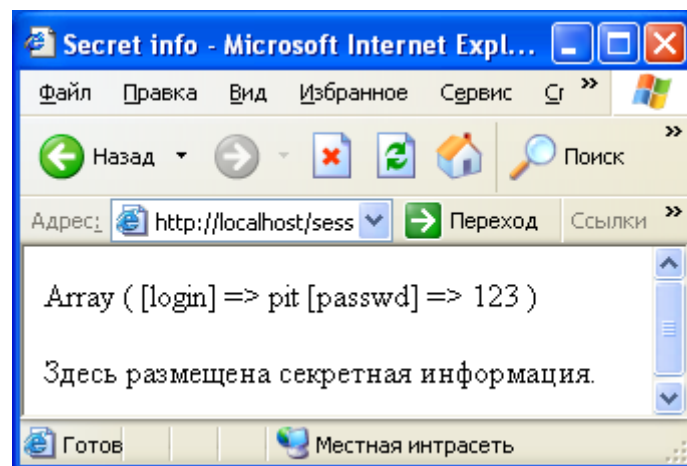 Secret info - Microsoft Internet Expl...
Файл Правка Вид Избранное Сервис »
Назад Поиск »
Адрес: http://localhost/sess Переход Ссылки »
Array ( [login] => pit [passwd] => 123 )
Здесь размещена секретная информация.
Готов Местная интрасеть